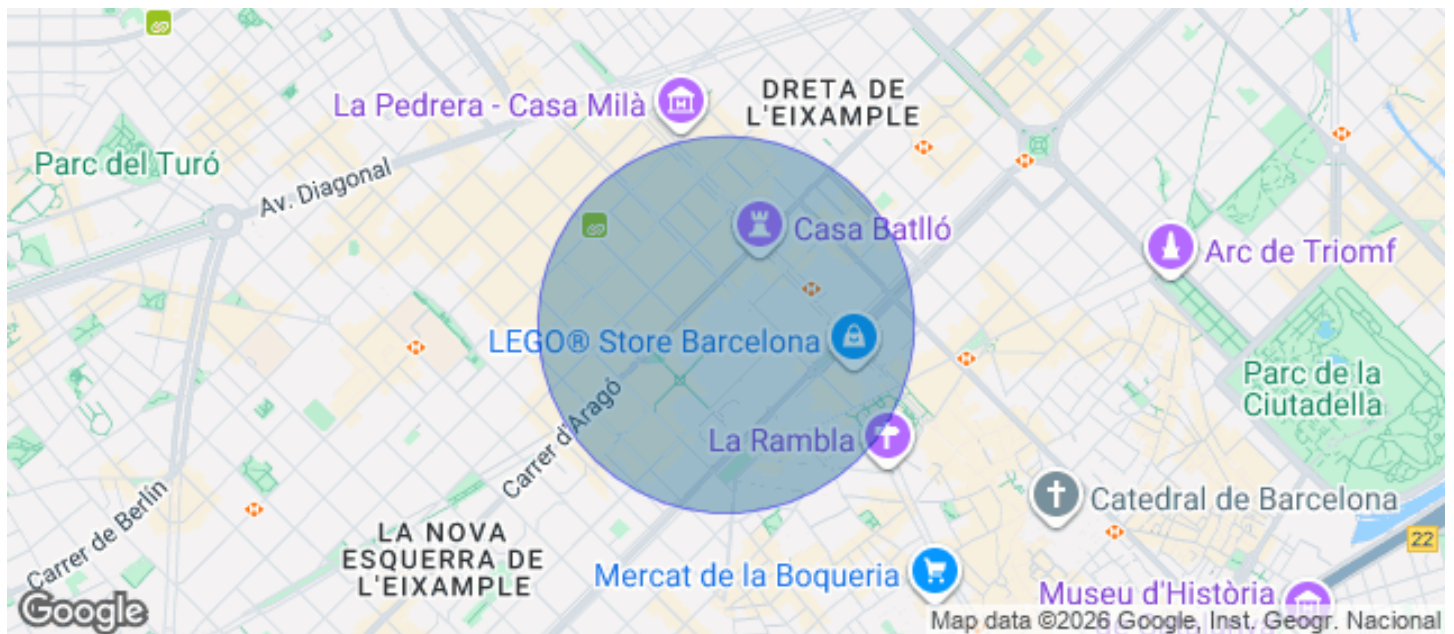 DRETA DE
L'EIXAMPLE
La Pedrera - Casa Milà
Parc del Turó
Av. Diagonal
Casa Batlló
Arc de Triomf
LEGO® Store Barcelona
Parc de la
Ciutadella
Carrer d'Aragó
La Rambla
Catedral de Barcelona
Carrer de Berlín
LA NOVA
ESQUERRA DE
L'EIXAMPLE
22
Mercat de la Boqueria
Museu d'Història
Google
Map data ©2026 Google, Inst. Geogr. Nacional